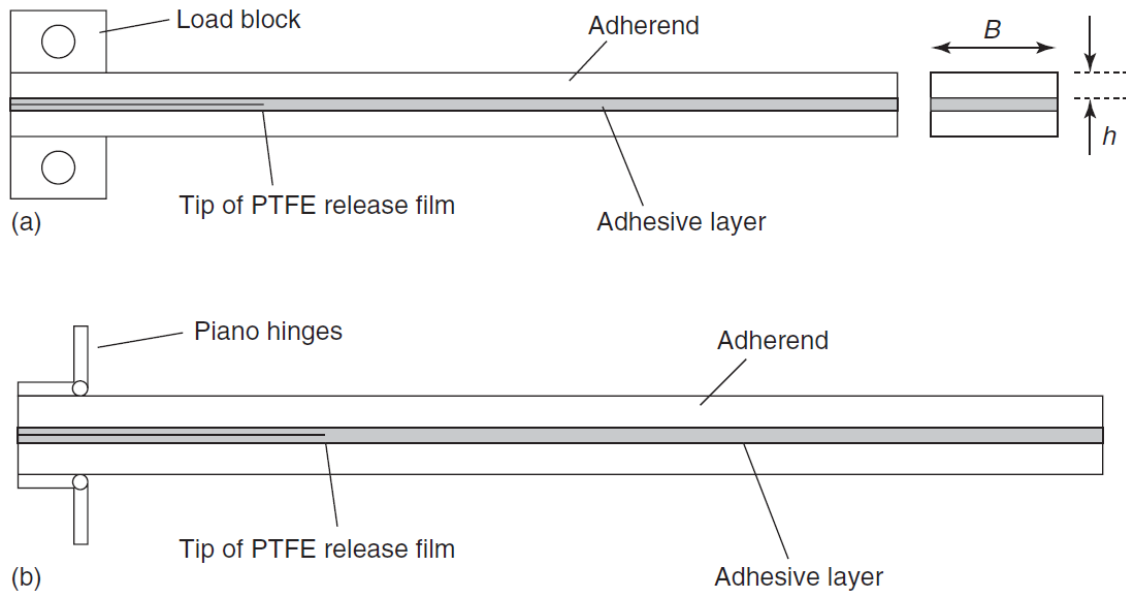 Load block
Adherend
B
h
Tip of PTFE release film
Adhesive layer
(a)
Piano hinges
Adherend
Tip of PTFE release film
Adhesive layer
(b)